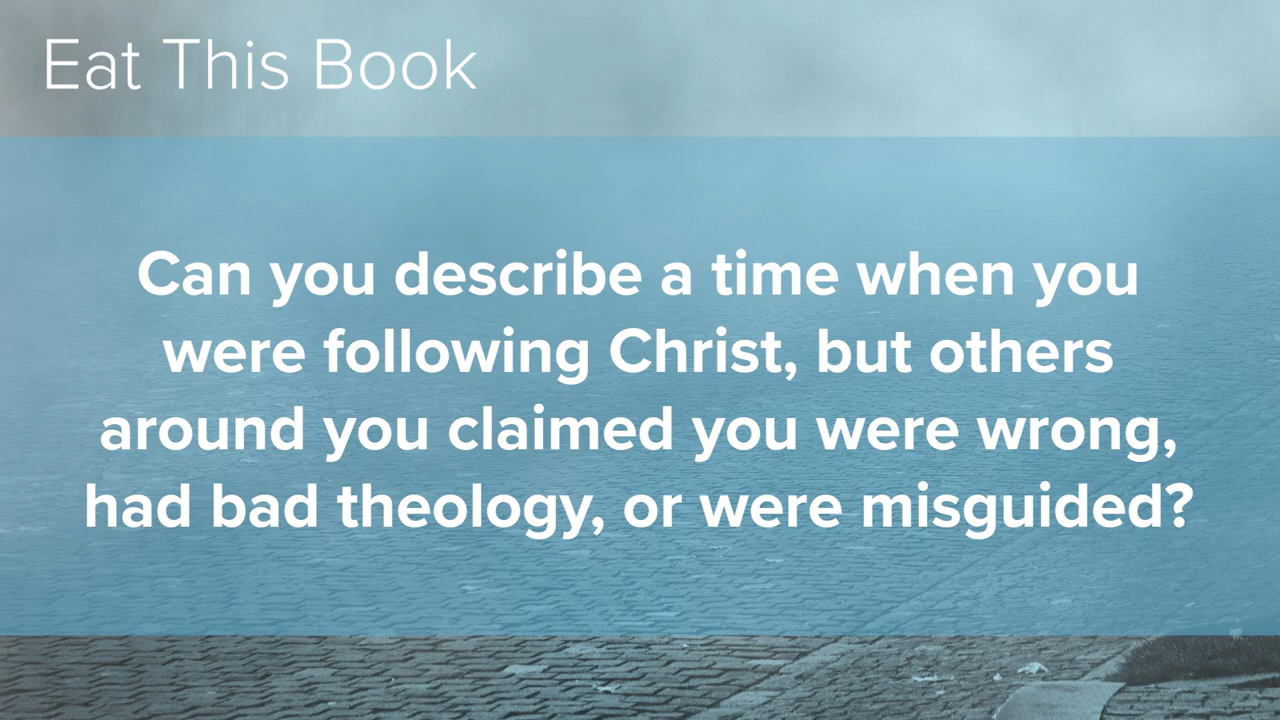 Eat This Book
Can you describe a time when you
were following Christ, but others
around you claimed you were wrong,
had bad theology, or were misguided?